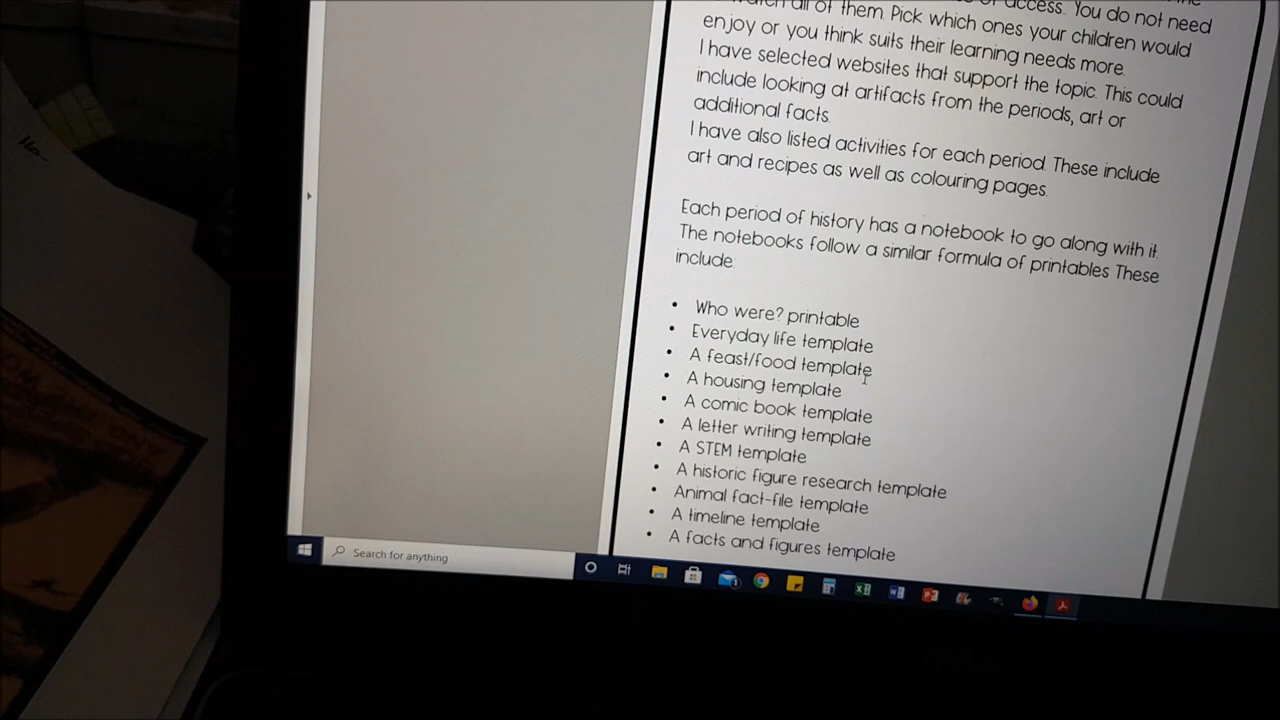 of access. You do not need
all of them. Pick which ones your children would
enjoy or you think suits their learning needs more.
I have selected websites that support the topic. This could
include looking at artifacts from the periods, art or
additional facts.
I have also listed activities for each period. These include
art and recipes as well as colouring pages.
Each period of history has a notebook to go along with it.
The notebooks follow a similar formula of printables These
include:
• Who were? printable
• Everyday life template
• A feast/food template
• A housing template
• A comic book template
• A letter writing template
• A STEM template
• A historic figure research template
• Animal fact-file template
• A timeline template
• A facts and figures template
Search for anything